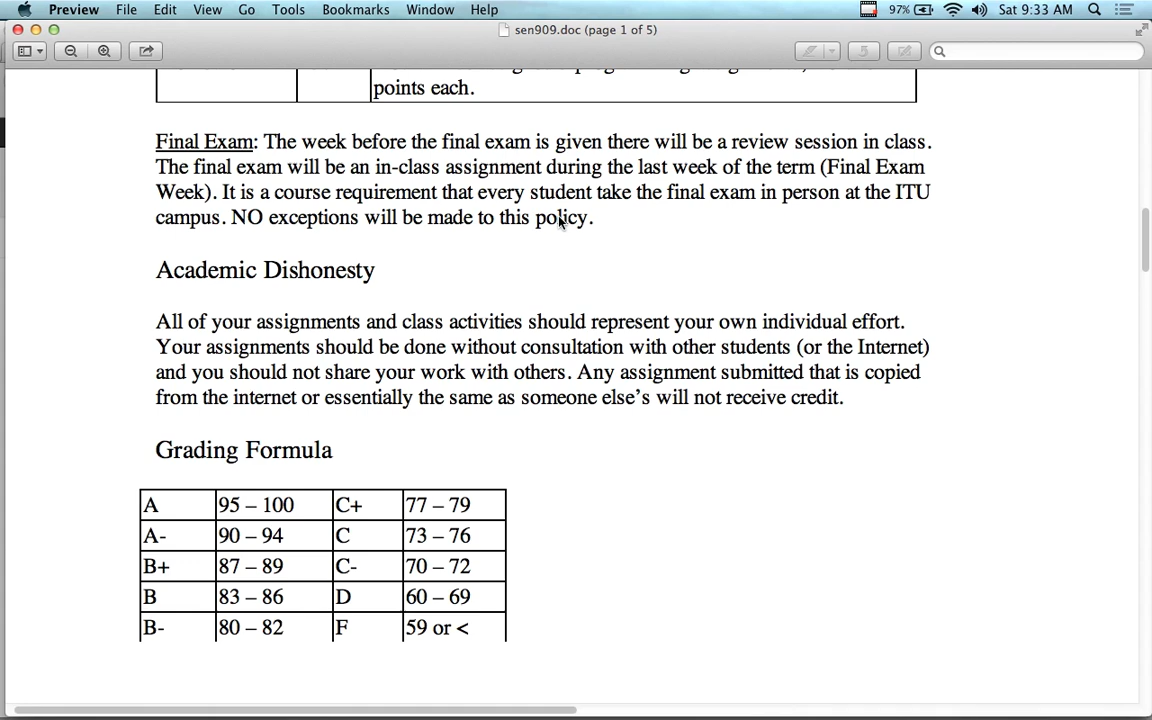 Preview File Edit View Go Tools Bookmarks Window Help 97% Sat 9:33 AM
sen909.doc (page 1 of 5)
5
points each.
Final Exam: The week before the final exam is given there will be a review session in class.
The final exam will be an in-class assignment during the last week of the term (Final Exam
Week). It is a course requirement that every student take the final exam in person at the ITU
campus. NO exceptions will be made to this policy.
Academic Dishonesty
All of your assignments and class activities should represent your own individual effort.
Your assignments should be done without consultation with other students (or the Internet)
and you should not share your work with others. Any assignment submitted that is copied
from the internet or essentially the same as someone else’s will not receive credit.
Grading Formula
A 95 – 100 C+ 77 – 79
A- 90 – 94 C 73 – 76
B+ 87 – 89 C- 70 – 72
B 83 – 86 D 60 – 69
B- 80 – 82 F 59 or <